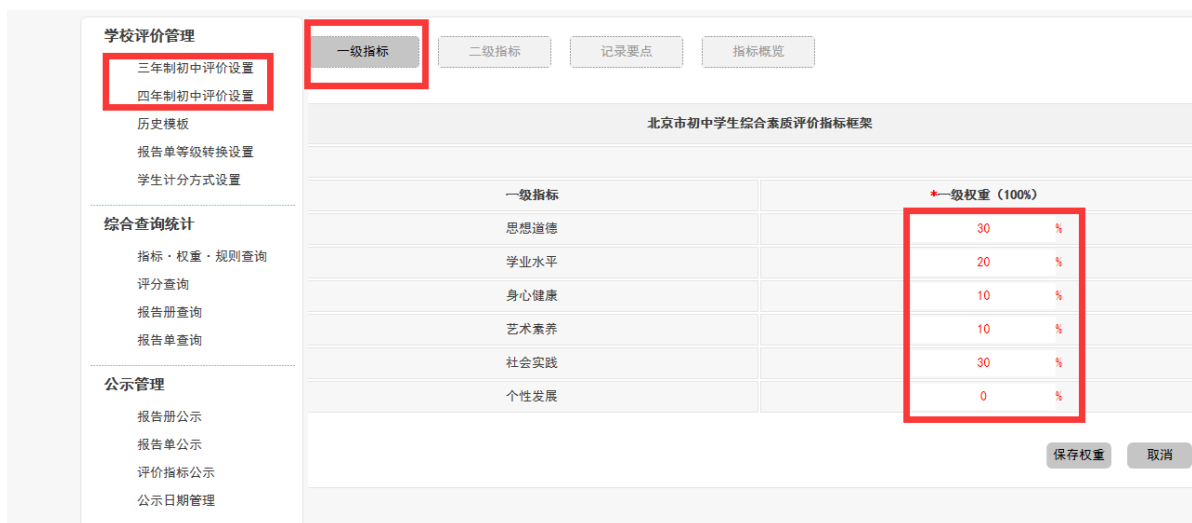 学校评价管理
三年制初中评价设置
四年制初中评价设置
历史模板
报告单等级转换设置
学生计分方式设置
综合查询统计
指标·权重·规则查询
评分查询
报告册查询
报告单查询
公示管理
报告册公示
报告单公示
评价指标公示
公示日期管理
一级指标 二级指标 记录要点 指标概览
北京市初中学生综合素质评价指标框架
一级指标 *一级权重（100%）
思想道德 30 %
学业水平 20 %
身心健康 10 %
艺术素养 10 %
社会实践 30 %
个性发展 0 %
保存权重 取消